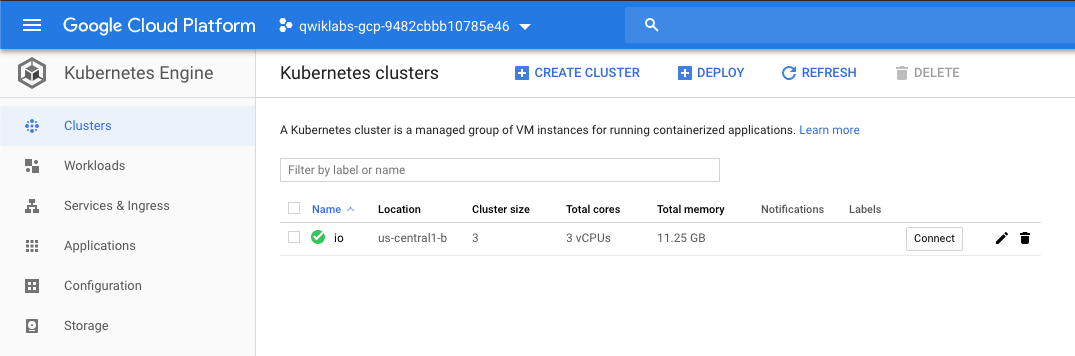 Google Cloud Platform
qwiklabs-gcp-9482cbbb10785e46
Kubernetes Engine
Kubernetes clusters
CREATE CLUSTER
DEPLOY
REFRESH
DELETE
Clusters
Workloads
Services & Ingress
Applications
Configuration
Storage
A Kubernetes cluster is a managed group of VM instances for running containerized applications. Learn more
Filter by label or name
Name Location Cluster size Total cores Total memory Notifications Labels
io us-central1-b 3 3 vCPUs 11.25 GB Connect